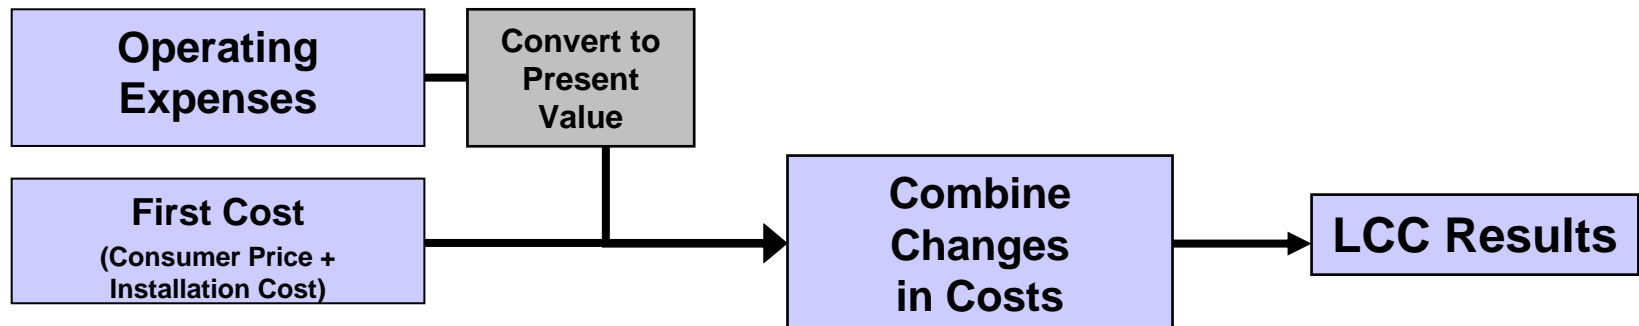 Operating
Expenses
Convert to
Present
Value
First Cost
(Consumer Price +
Installation Cost)
Combine
Changes
in Costs
LCC Results